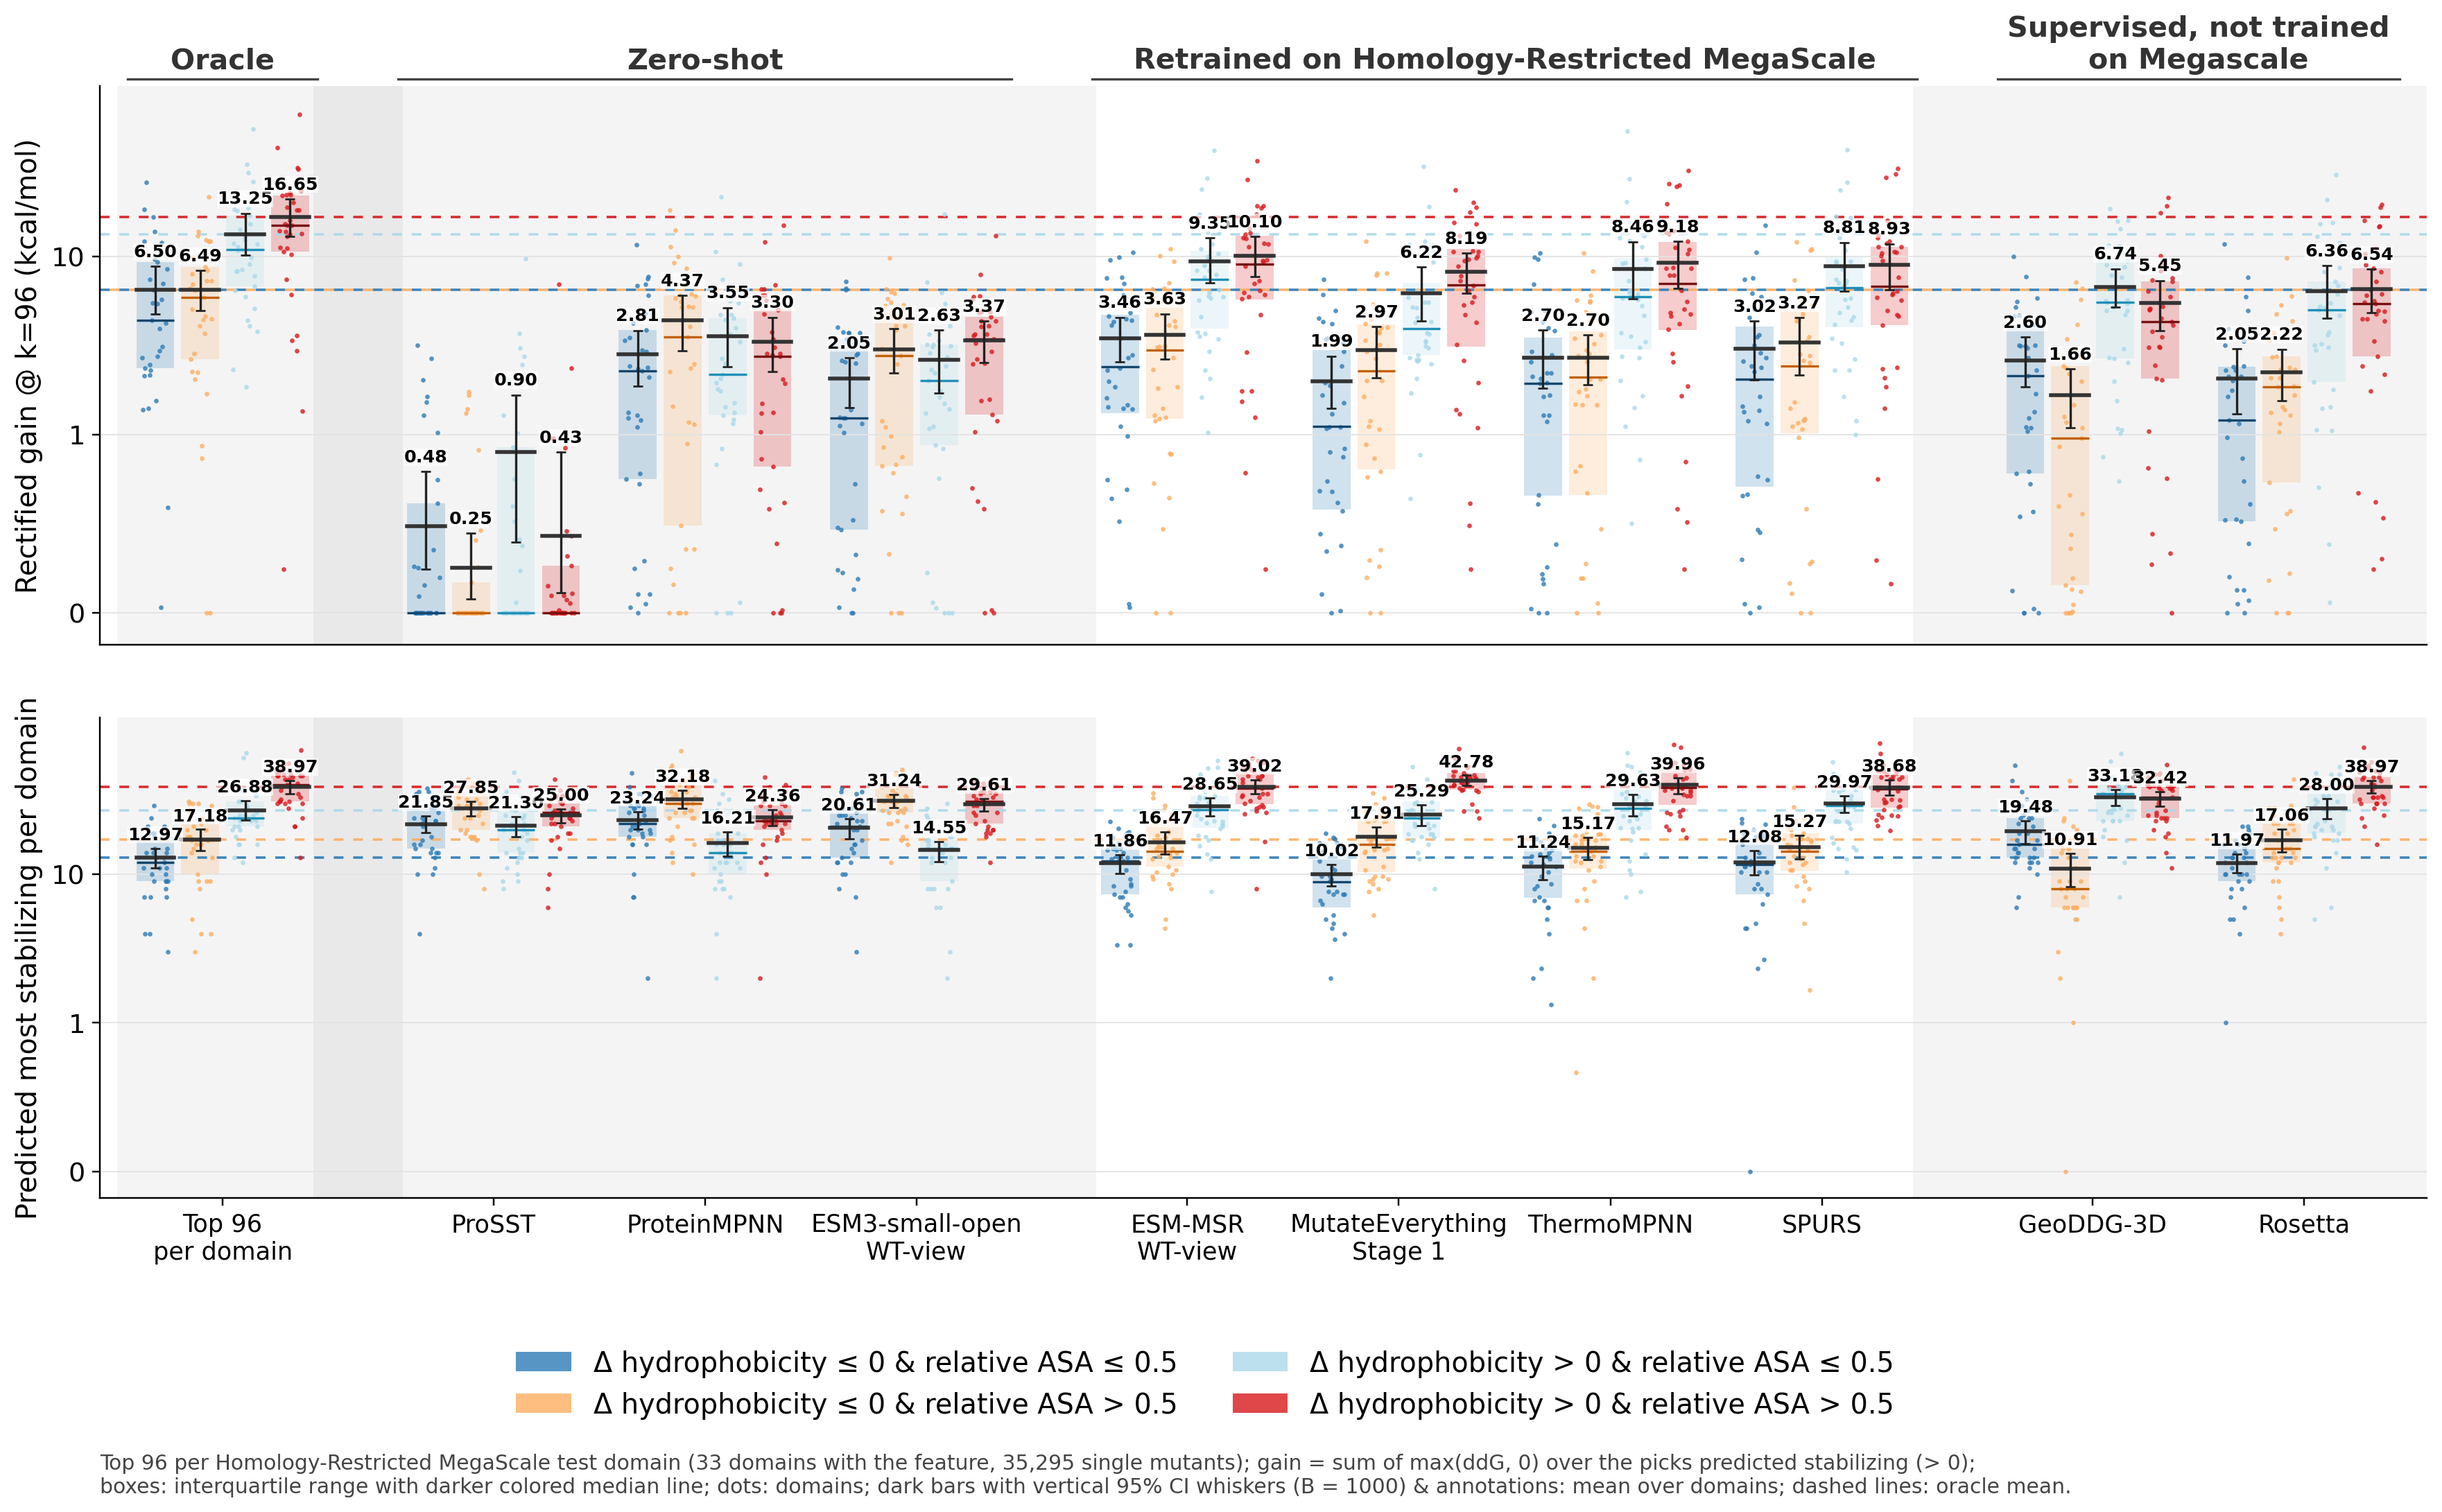 Oracle
Zero-shot
Retrained on Homology-Restricted MegaScale
Supervised, not trained
on Megascale
Rectified gain @ k=96 (kcal/mol)
10
1
0
6.50 6.49 13.25 16.65
0.48 0.25 0.90 0.43
2.81 4.37 3.55 3.30
2.05 3.01 2.63 3.37
3.46 3.63 9.35 10.10
1.99 2.97 6.22 8.19
2.70 2.70 8.46 9.18
3.02 3.27 8.81 8.93
2.60 1.66 6.74 5.45
2.05 2.22 6.36 6.54
Predicted most stabilizing per domain
10
1
0
12.97 17.18 26.88 38.97
21.85 27.85 25.00
23.24 32.18 16.21 24.36
20.61 31.24 14.55 29.61
11.86 16.47 28.65 39.02
10.02 17.91 25.29 42.78
11.24 15.17 29.63 39.96
12.08 15.27 29.97 38.68
19.48 10.91 32.42
11.97 17.06 28.00 38.97
Top 96
per domain
ProSST
ProteinMPNN
ESM3-small-open
WT-view
ESM-MSR
WT-view
MutateEverything
Stage 1
ThermoMPNN
SPURS
GeoDDG-3D
Rosetta
Δ hydrophobicity ≤ 0 & relative ASA ≤ 0.5
Δ hydrophobicity ≤ 0 & relative ASA > 0.5
Δ hydrophobicity > 0 & relative ASA ≤ 0.5
Δ hydrophobicity > 0 & relative ASA > 0.5
Top 96 per Homology-Restricted MegaScale test domain (33 domains with the feature, 35,295 single mutants); gain = sum of max(ddG, 0) over the picks predicted stabilizing (> 0);
boxes: interquartile range with darker colored median line; dots: domains; dark bars with vertical 95% CI whiskers (B = 1000) & annotations: mean over domains; dashed lines: oracle mean.